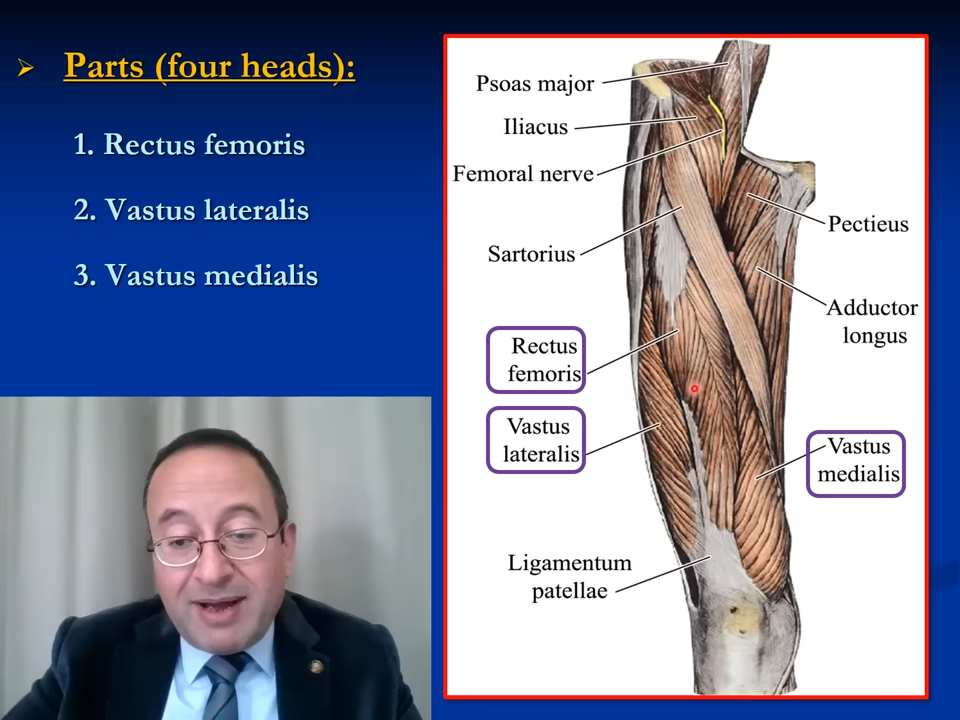 Parts (four heads):
1. Rectus femoris
2. Vastus lateralis
3. Vastus medialis
Psoas major
Iliacus
Femoral nerve
Sartorius
Rectus
femoris
Vastus
lateralis
Ligamentum
patellae
Pectieus
Adductor
longus
Vastus
medialis